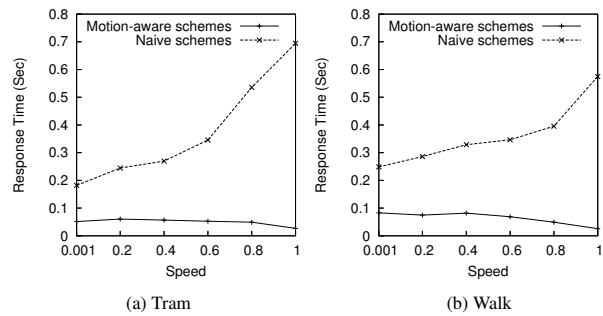 0.8
0.7
0.6
0.5
0.4
0.3
0.2
0.1
0
Response Time (Sec)
Motion-aware schemes
Naive schemes
0.001 0.2 0.4 0.6 0.8 1
Speed
(a) Tram
0.8
0.7
0.6
0.5
0.4
0.3
0.2
0.1
0
Response Time (Sec)
Motion-aware schemes
Naive schemes
0.001 0.2 0.4 0.6 0.8 1
Speed
(b) Walk